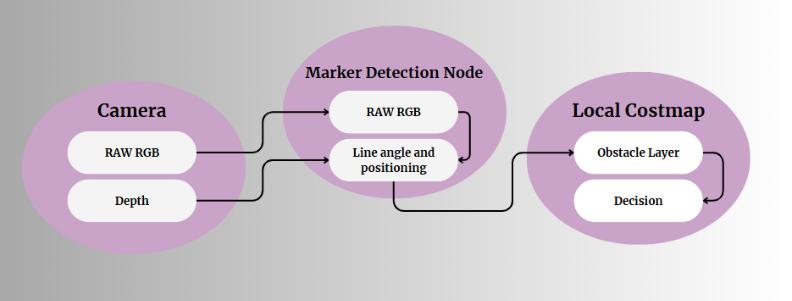 Camera
RAW RGB
Depth
Marker Detection Node
RAW RGB
Line angle and
positioning
Local Costmap
Obstacle Layer
Decision